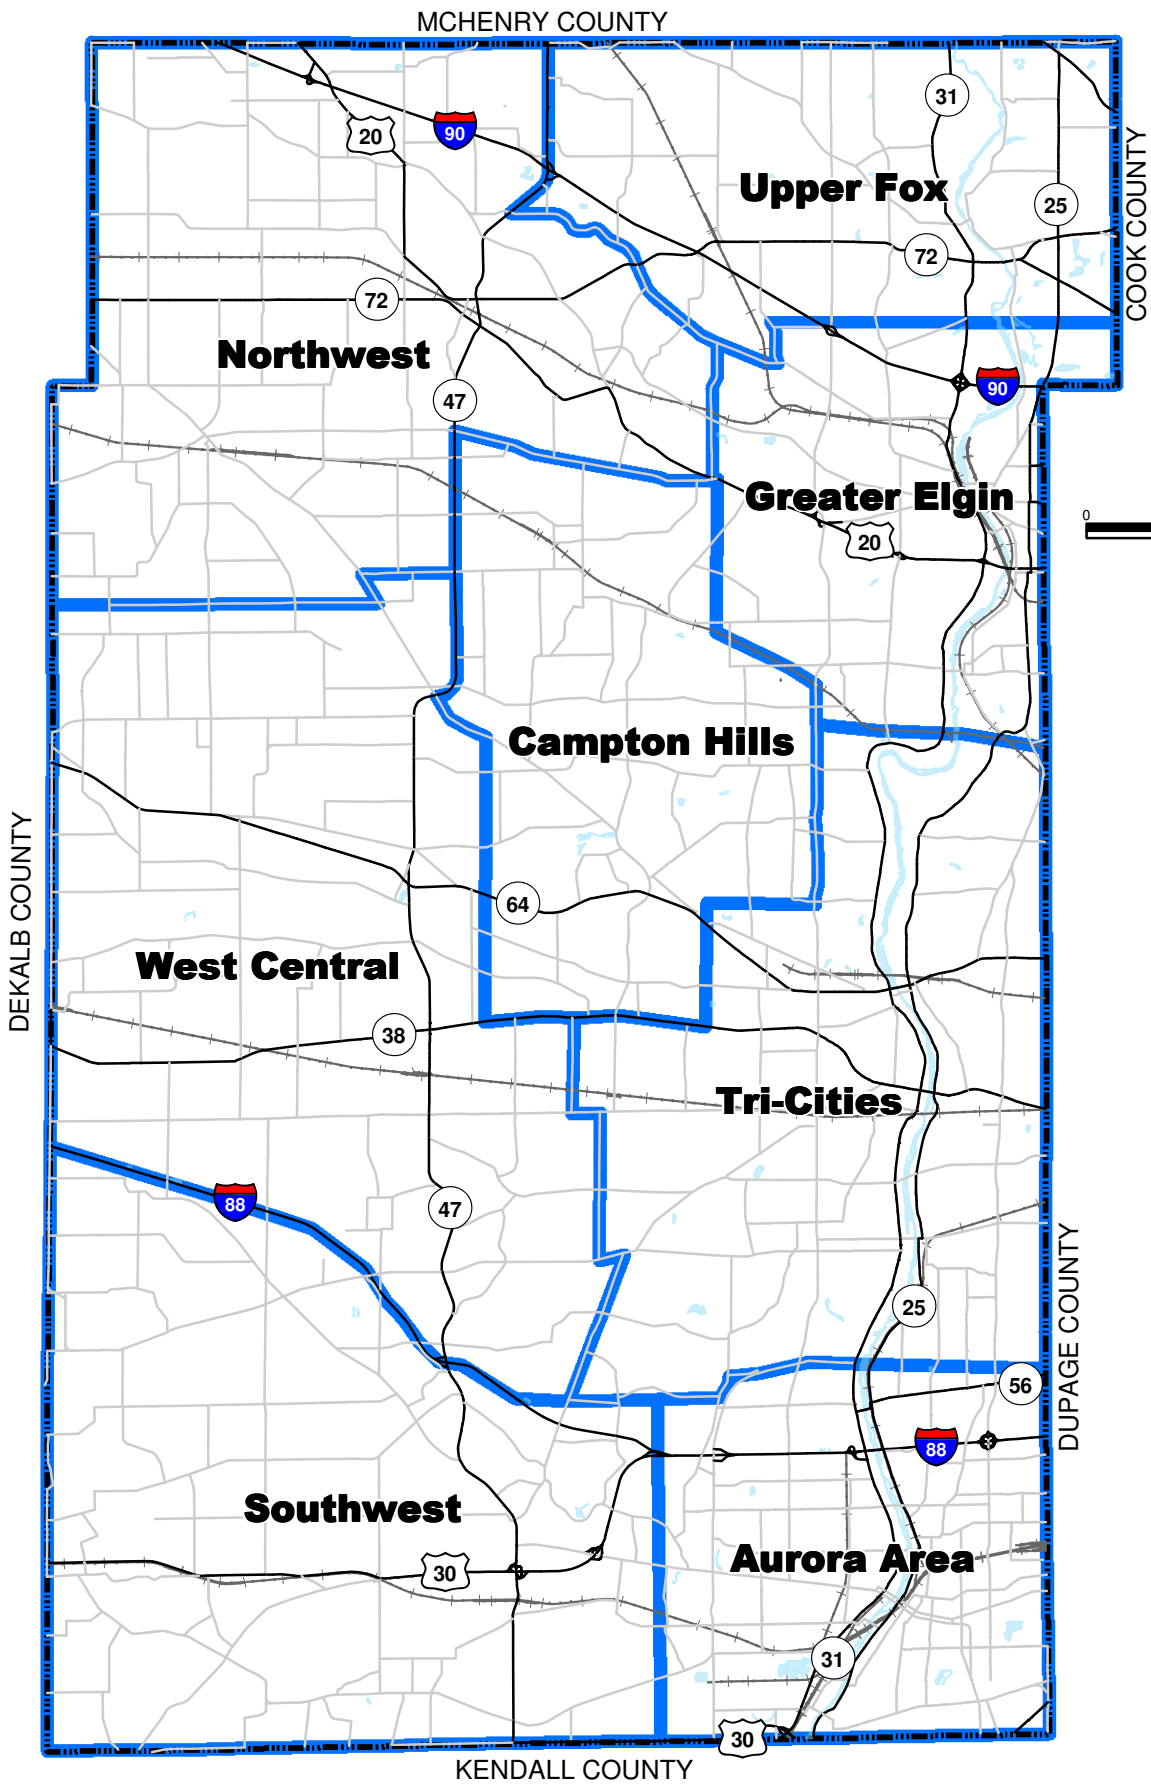 MCHENRY COUNTY
31
20
90
COOK COUNTY
Upper Fox
25
72
72
Northwest
90
47
Greater Elgin
0
20
Campton Hills
DEKALB COUNTY
64
West Central
38
Tri-Cities
88
47
DUPAGE COUNTY
25
56
88
Southwest
Aurora Area
30
31
30
KENDALL COUNTY